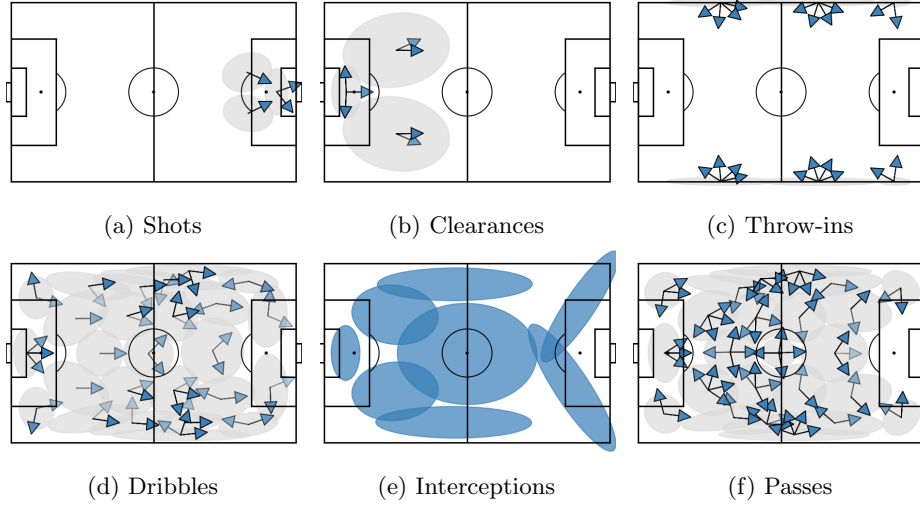 (a) Shots
(b) Clearances
(c) Throw-ins
(d) Dribbles
(e) Interceptions
(f) Passes